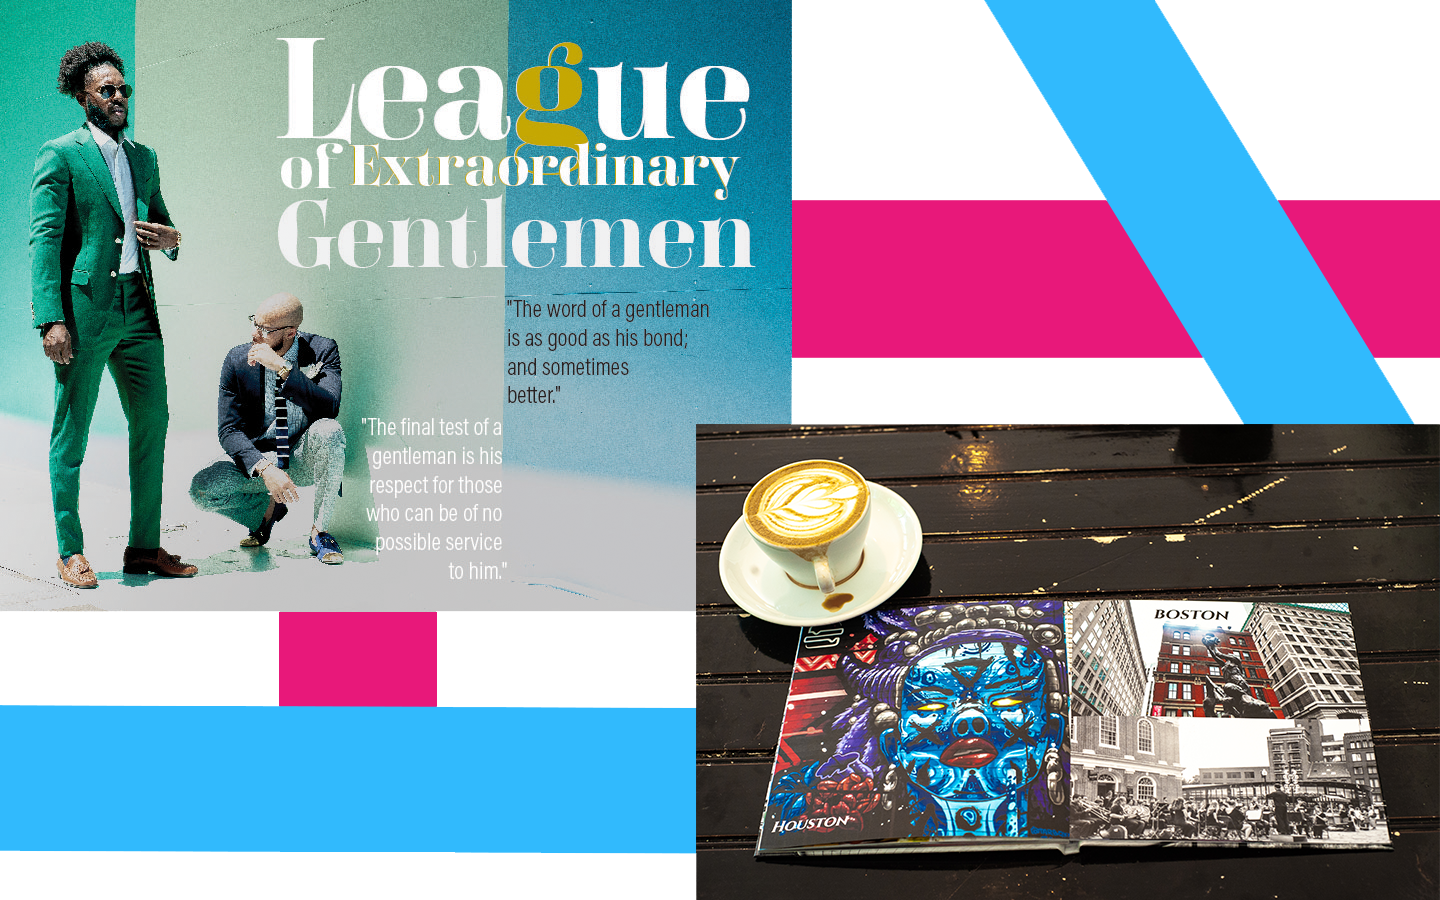 League
of Extraordinary
Gentlemen
"The word of a gentleman
is as good as his bond;
and sometimes
better."
"The final test of a
gentleman is his
respect for those
who can be of no
possible service
to him."
BOSTON
HOUSTON